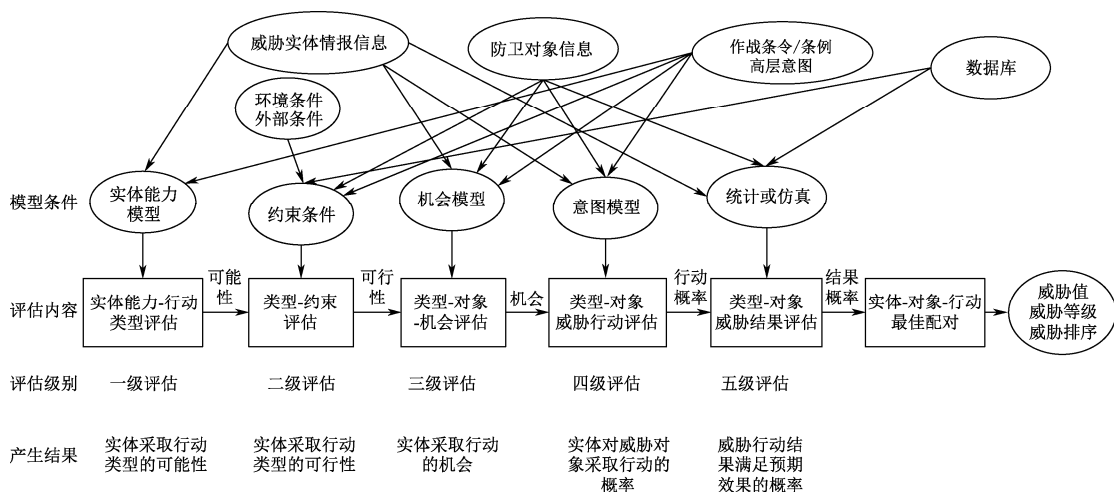 威胁实体情报信息
防卫对象信息
作战条令/条例
高层意图
数据库
环境条件
外部条件
模型条件
实体能力
模型
约束条件
机会模型
意图模型
统计或仿真
评估内容
实体能力-行动
类型评估
可能
性
类型-约束
评估
可行
性
类型-对象
-机会评估
机会
类型-对象
威胁行动评估
行动
概率
类型-对象
威胁结果评估
结果
概率
实体-对象-行动
最佳配对
威胁值
威胁等级
威胁排序
评估级别
一级评估
二级评估
三级评估
四级评估
五级评估
产生结果
实体采取行动
类型的可能性
实体采取行动
类型的可行性
实体采取行动
的机会
实体对威胁对
象采取行动的
概率
威胁行动结
果满足预期
效果的概率